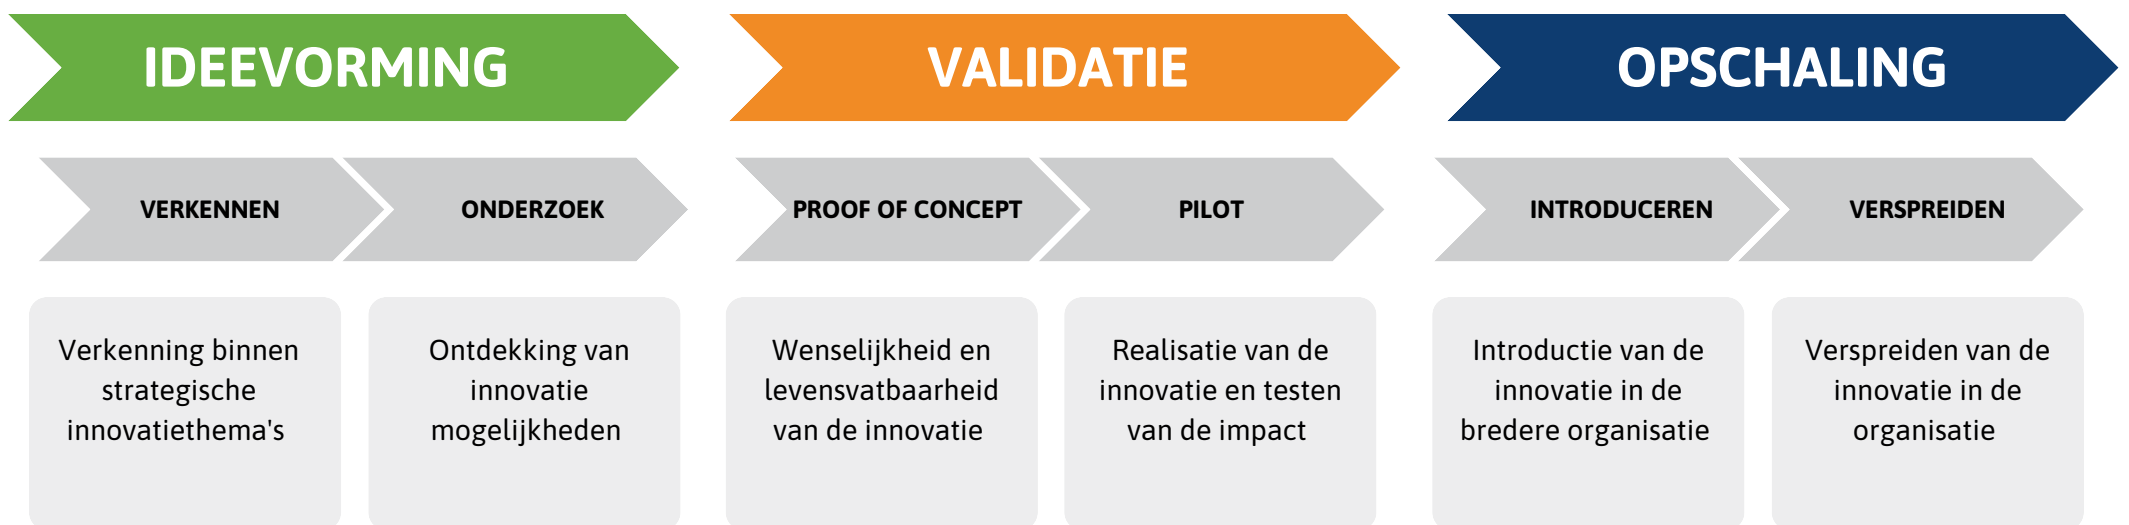 IDEEVORMING
VALIDATIE
OPSCHALING
VERKENNEN
ONDERZOEK
PROOF OF CONCEPT
PILOT
INTRODUCEREN
VERSPREIDEN
Verkenning binnen
strategische
innovatiethema's
Ontdekking van
innovatie
mogelijkheden
Wenselijkheid en
levensvatbaarheid
van de innovatie
Realisatie van de
innovatie en testen
van de impact
Introductie van de
innovatie in de
bredere organisatie
Verspreiden van de
innovatie in de
organisatie